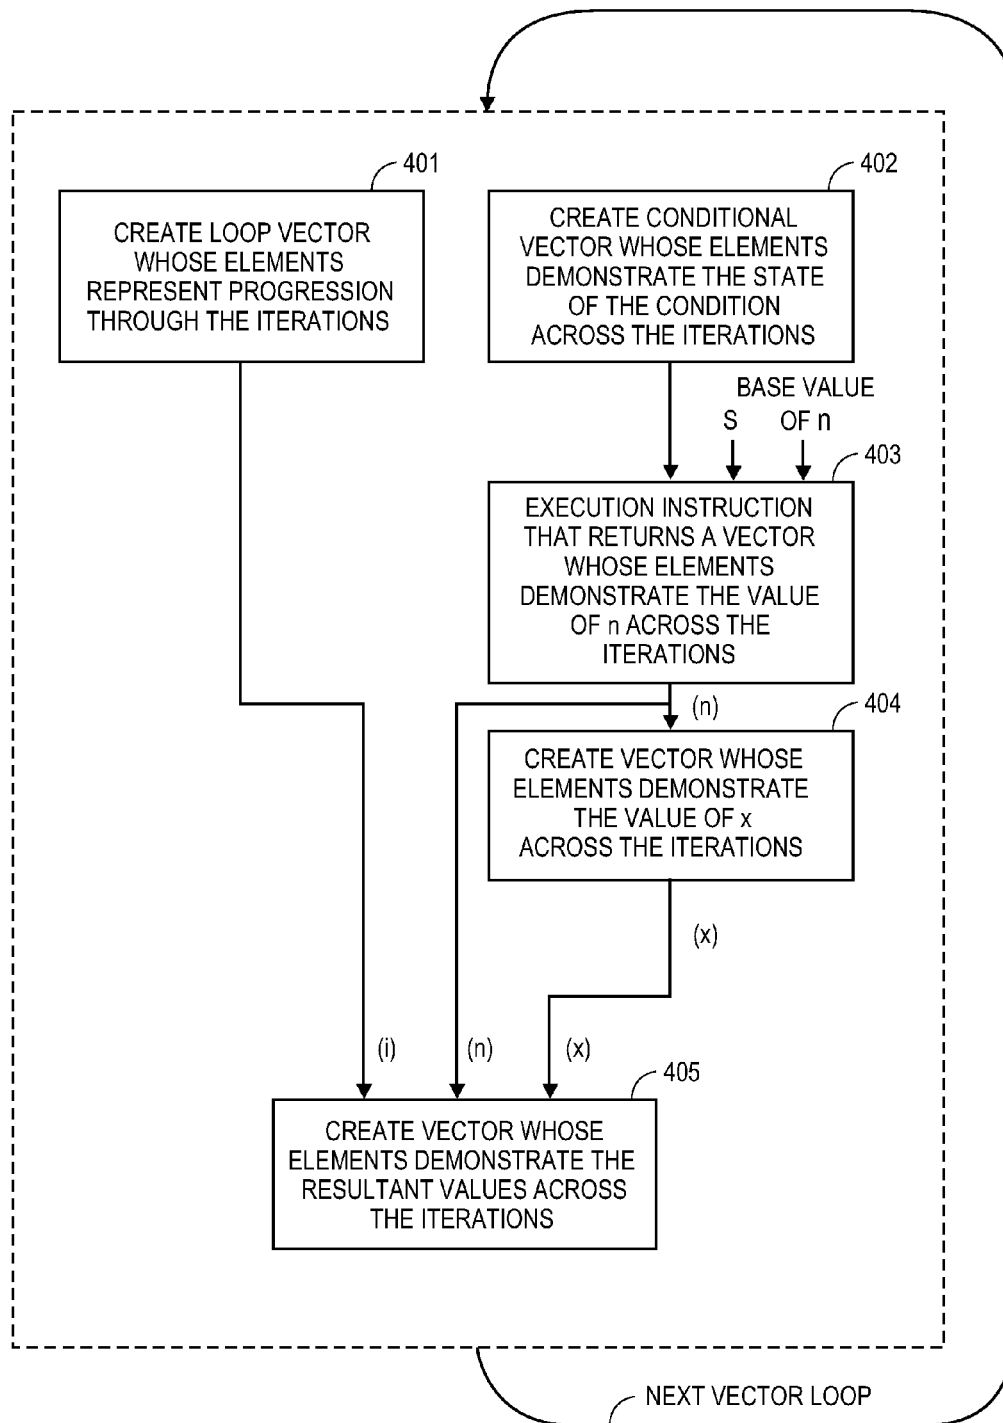 401
CREATE LOOP VECTOR
WHOSE ELEMENTS
REPRESENT PROGRESSION
THROUGH THE ITERATIONS
402
CREATE CONDITIONAL
VECTOR WHOSE ELEMENTS
DEMONSTRATE THE STATE
OF THE CONDITION
ACROSS THE ITERATIONS
BASE VALUE
S OF n
403
EXECUTION INSTRUCTION
THAT RETURNS A VECTOR
WHOSE ELEMENTS
DEMONSTRATE THE VALUE
OF n ACROSS THE
ITERATIONS
(n)
404
CREATE VECTOR WHOSE
ELEMENTS DEMONSTRATE
THE VALUE OF x
ACROSS THE ITERATIONS
(x)
(i) (n) (x)
405
CREATE VECTOR WHOSE
ELEMENTS DEMONSTRATE THE
RESULTANT VALUES ACROSS
THE ITERATIONS
NEXT VECTOR LOOP